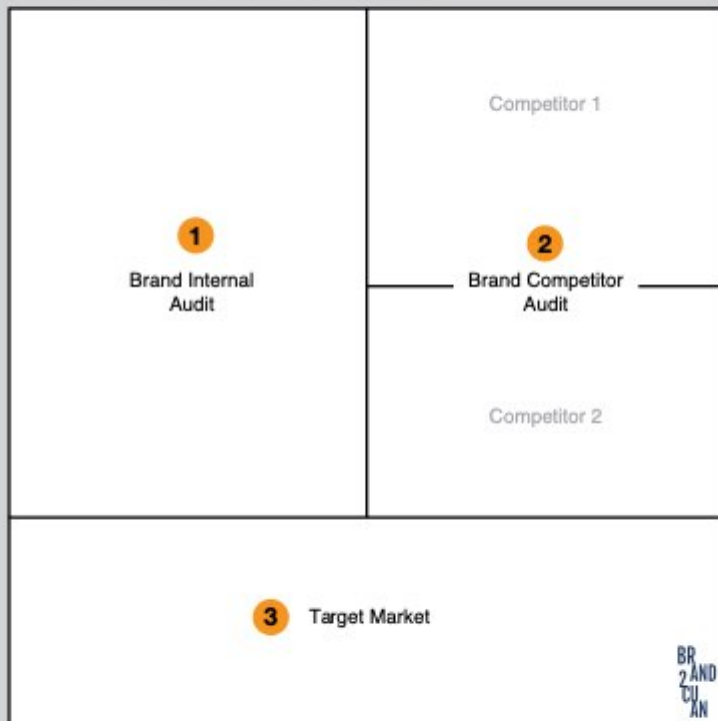 1
Brand Internal
Audit
Competitor 1
2
Brand Competitor
Audit
Competitor 2
3 Target Market
BR
AND
2
CU
AN